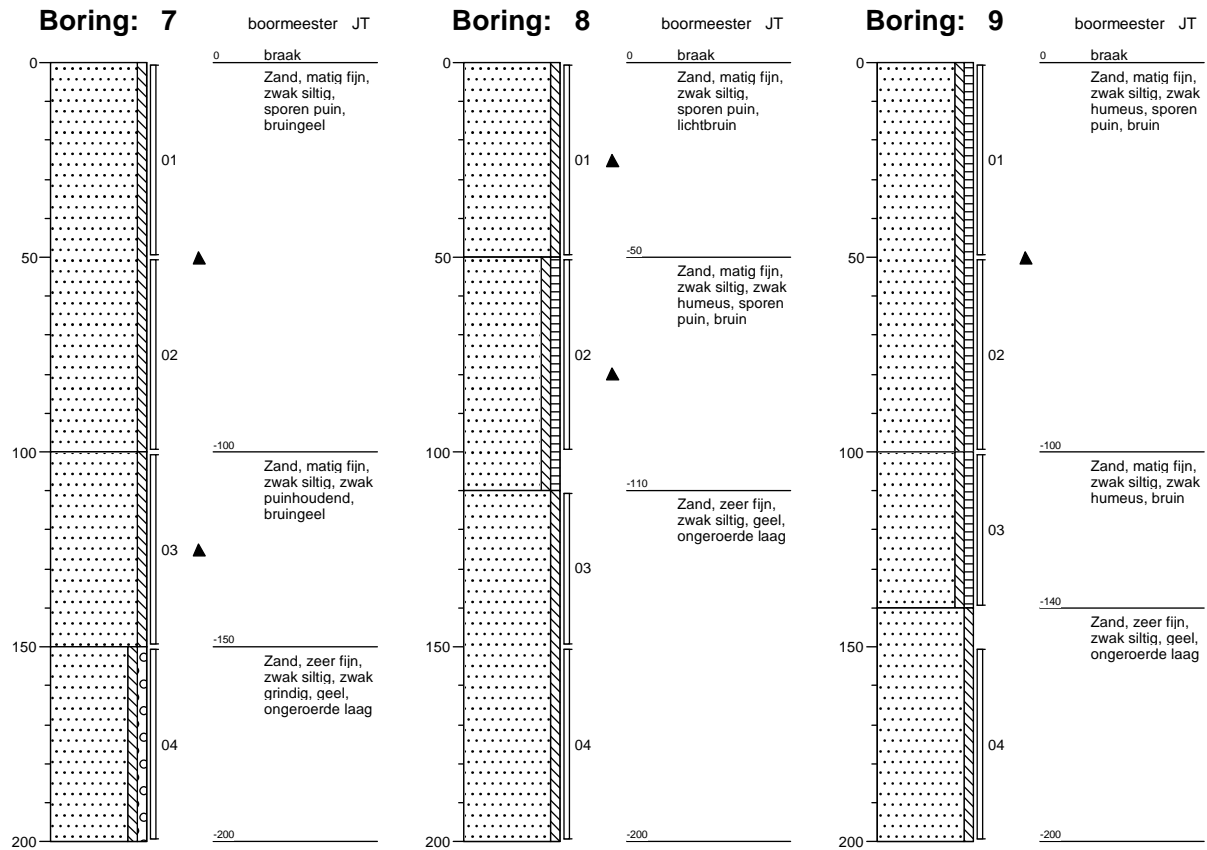 Boring: 7
boormeester JT
0
braak
0
Zand, matig fijn,
zwak siltig,
sporen puin,
bruingeel
01
50
02
-100
100
Zand, matig fijn,
zwak siltig, zwak
puinhoudend,
bruingeel
03
-150
150
Zand, zeer fijn,
zwak siltig, zwak
grindig, geel,
ongeroerde laag
04
-200
200
Boring: 8
boormeester JT
0
braak
0
Zand, matig fijn,
zwak siltig,
sporen puin,
lichtbruin
01
-50
50
Zand, matig fijn,
zwak siltig, zwak
humeus, sporen
puin, bruin
02
100
-110
Zand, zeer fijn,
zwak siltig, geel,
ongeroerde laag
03
150
04
-200
200
Boring: 9
boormeester JT
0
braak
0
Zand, matig fijn,
zwak siltig, zwak
humeus, sporen
puin, bruin
01
50
02
-100
100
Zand, matig fijn,
zwak siltig, zwak
humeus, bruin
03
-140
Zand, zeer fijn,
zwak siltig, geel,
ongeroerde laag
150
04
-200
200